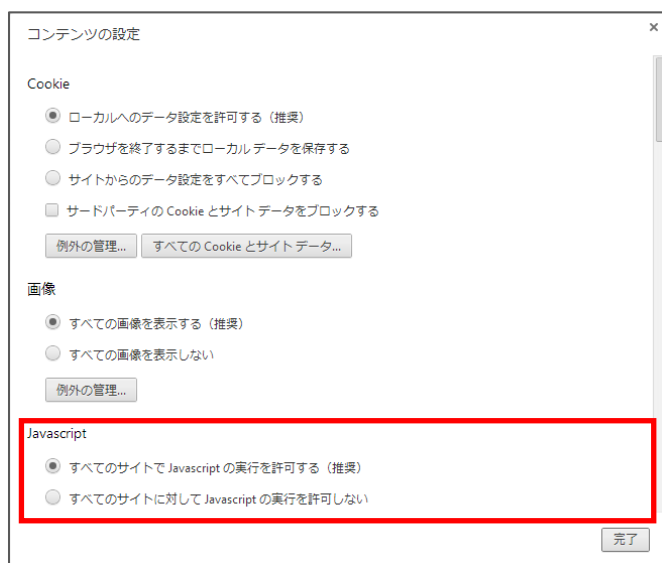 コンテンツの設定
Cookie
ローカルへのデータ設定を許可する（推奨）
ブラウザを終了するまでローカル データを保存する
サイトからのデータ設定をすべてブロックする
サードパーティの Cookie とサイト データをブロックする
例外の管理... すべての Cookie とサイト データ...
画像
すべての画像を表示する（推奨）
すべての画像を表示しない
例外の管理...
Javascript
すべてのサイトで Javascript の実行を許可する（推奨）
すべてのサイトに対して Javascript の実行を許可しない
完了